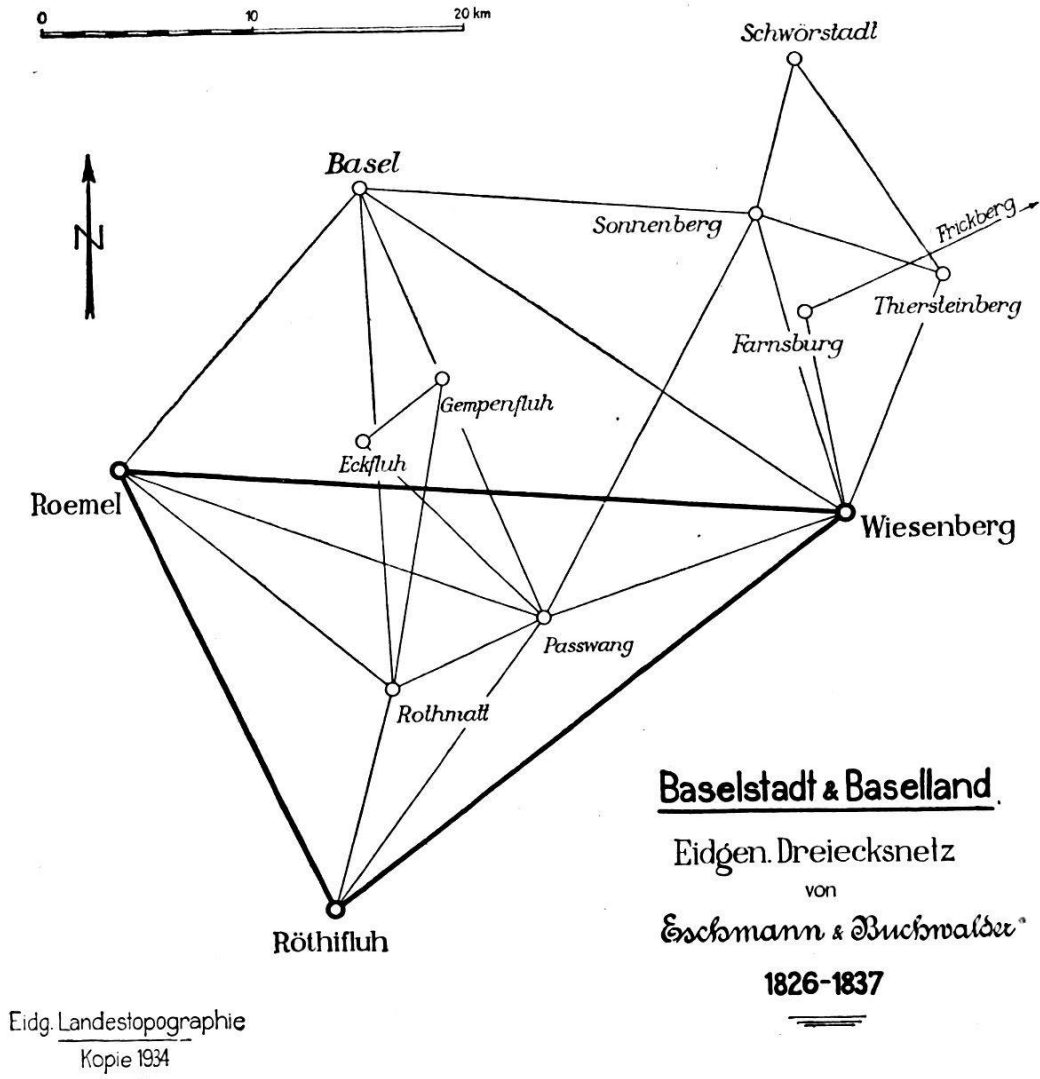 0 10 20 km
Schwörstadt
Basel
N
Sonnenberg
Frickberg
Thiersteinberg
Farnsburg
Gempenfluh
Eckfluh
Roemel
Wiesenberg
Passwang
Rothmatt
Röthifluh
Baselstadt & Baselland.
Eidgen. Dreiecksnetz
von
Eschmann & Buchwalder
1826-1837
Eidg. Landestopographie
Kopie 1934